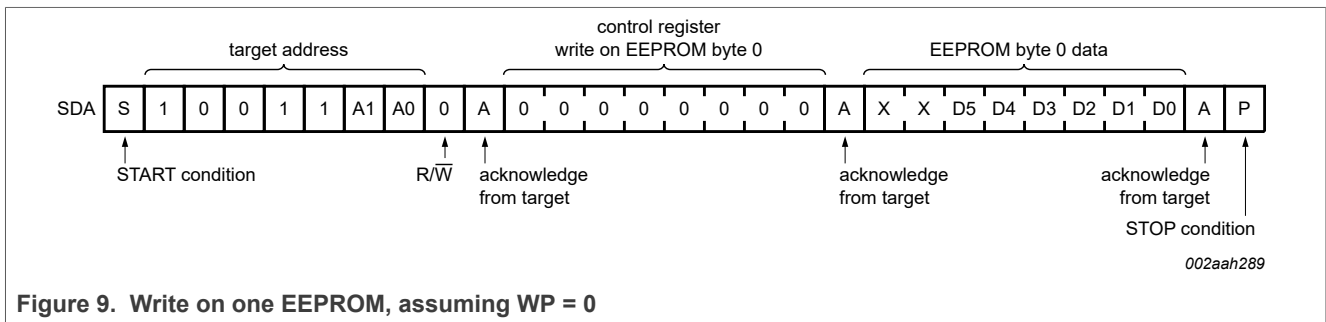 control register
target address write on EEPROM byte 0 EEPROM byte 0 data
SDA S 1 0 0 1 1 A1 A0 0 A 0 0 0 0 0 0 0 0 A X X D5 D4 D3 D2 D1 D0 A P
START condition R/W̅ acknowledge acknowledge acknowledge
from target from target from target
STOP condition
002aah289
Figure 9. Write on one EEPROM, assuming WP = 0